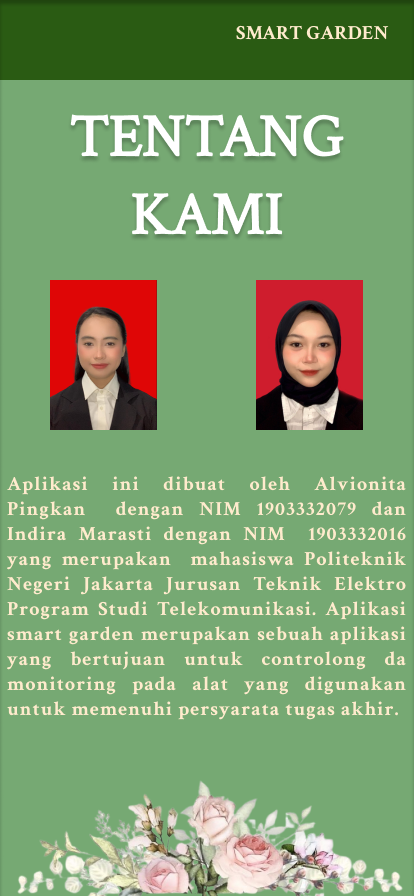 SMART GARDEN
TENTANG
KAMI
Aplikasi ini dibuat oleh Alvionita
Pingkan dengan NIM 1903332079 dan
Indira Marasti dengan NIM 1903332016
yang merupakan mahasiswa Politeknik
Negeri Jakarta Jurusan Teknik Elektro
Program Studi Telekomunikasi. Aplikasi
smart garden merupakan sebuah aplikasi
yang bertujuan untuk controlong da
monitoring pada alat yang digunakan
untuk memenuhi persyarata tugas akhir.